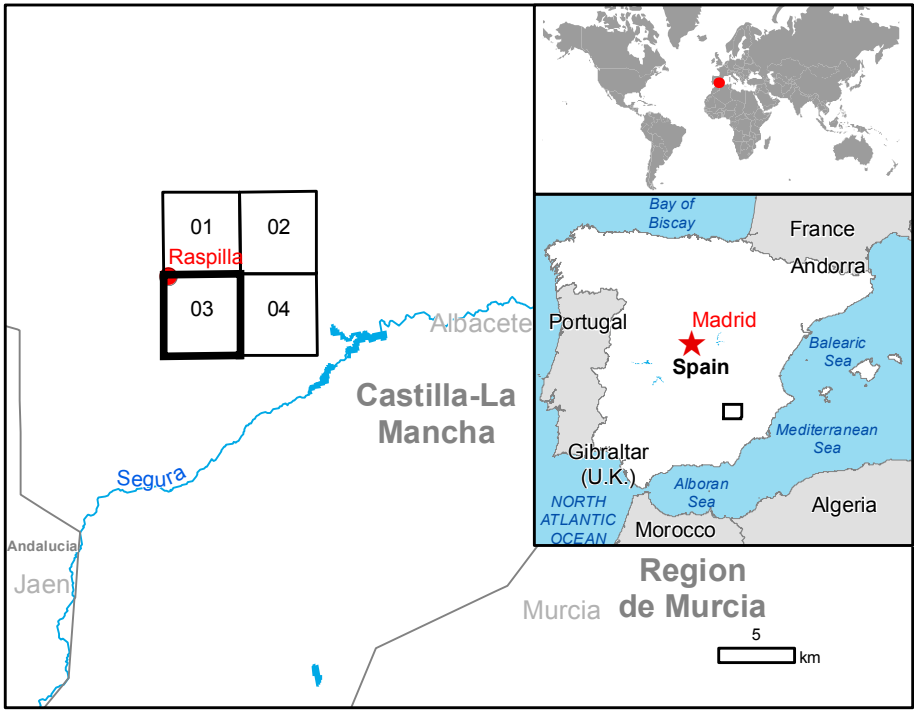 01
02
Raspilla
03
04
Albacete
Castilla-La
Mancha
Segura
Andalucia
Jaen
Bay of
Biscay
France
Andorra
Portugal
Madrid
Spain
Balearic
Sea
Mediterranean
Sea
Gibraltar
(U.K.)
Alboran
Sea
NORTH
ATLANTIC
OCEAN
Algeria
Morocco
Region
de Murcia
Murcia
5
km